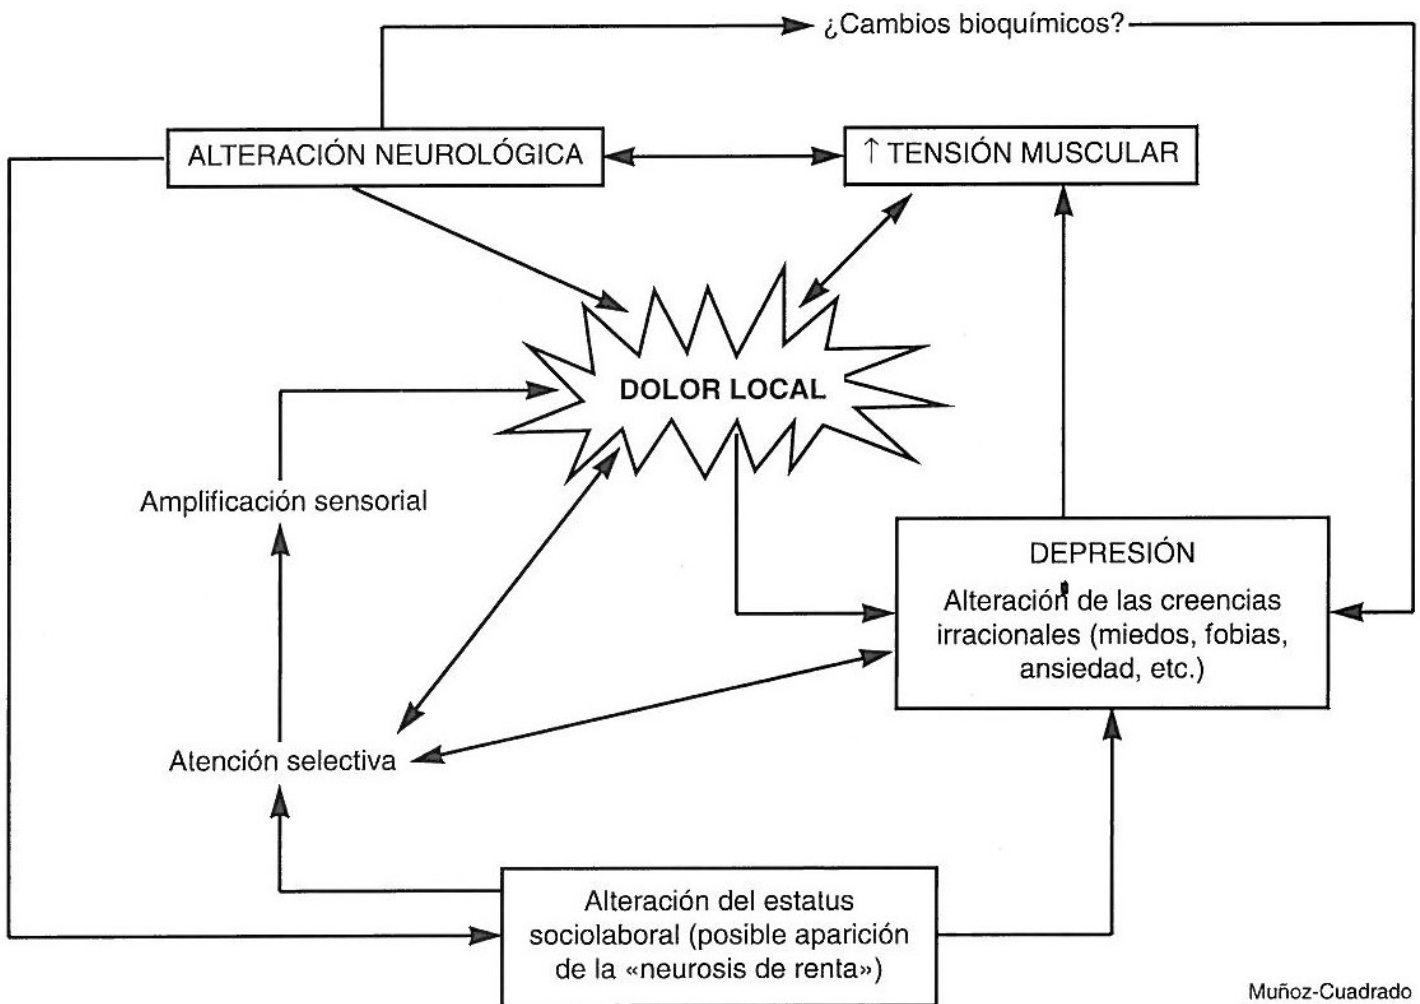 ¿Cambios bioquímicos?
ALTERACIÓN NEUROLÓGICA
↑ TENSIÓN MUSCULAR
DOLOR LOCAL
Amplificación sensorial
DEPRESIÓN
Alteración de las creencias
irracionales (miedos, fobias,
ansiedad, etc.)
Atención selectiva
Alteración del estatus
sociolaboral (posible aparición
de la «neurosis de renta»)
Muñoz-Cuadrado